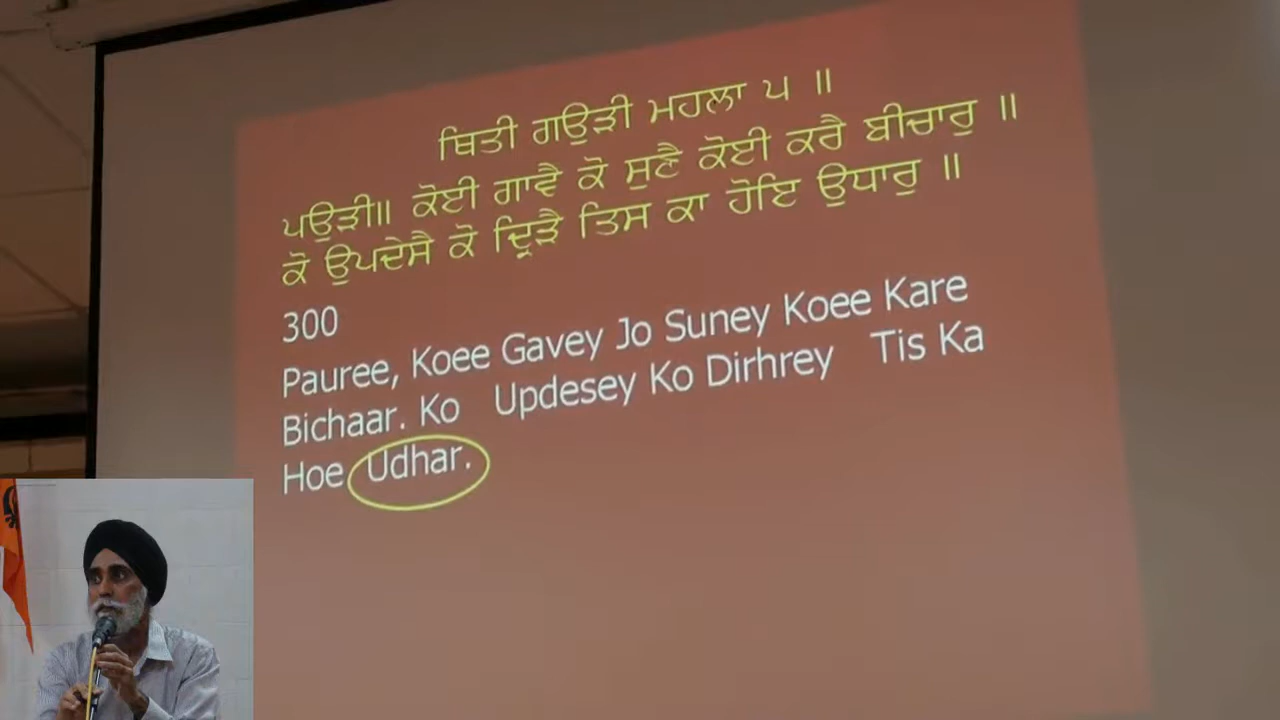 ਥਿਤੀ ਗਉੜੀ ਮਹਲਾ ੫ ॥
ਪਉੜੀ॥ ਕੋਈ ਗਾਵੈ ਕੋ ਸੁਣੈ ਕੋਈ ਕਰੈ ਬੀਚਾਰੁ ॥
ਕੋ ਉਪਦੇਸੈ ਕੋ ਦ੍ਰਿੜੈ ਤਿਸ ਕਾ ਹੋਇ ਉਧਾਰੁ ॥
300
Pauree, Koee Gavey Jo Suney Koee Kare
Bichaar. Ko Updesey Ko Dirhrey Tis Ka
Hoe Udhar.